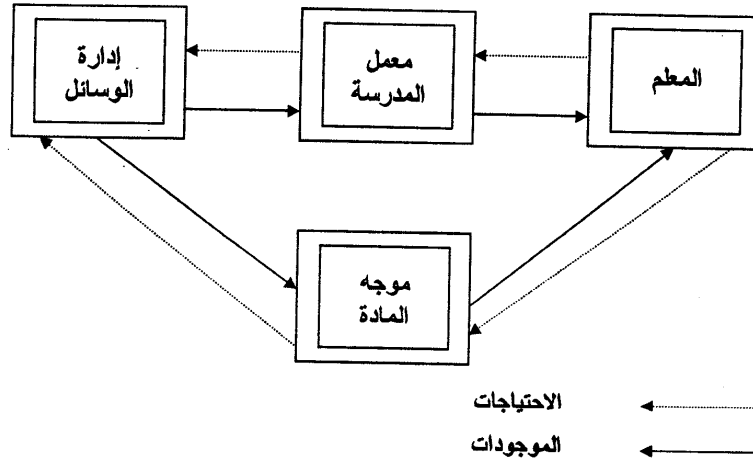 المعلم
معمل
المدرسة
إدارة
الوسائل
موجه
المادة
الاحتياجات
الموجودات